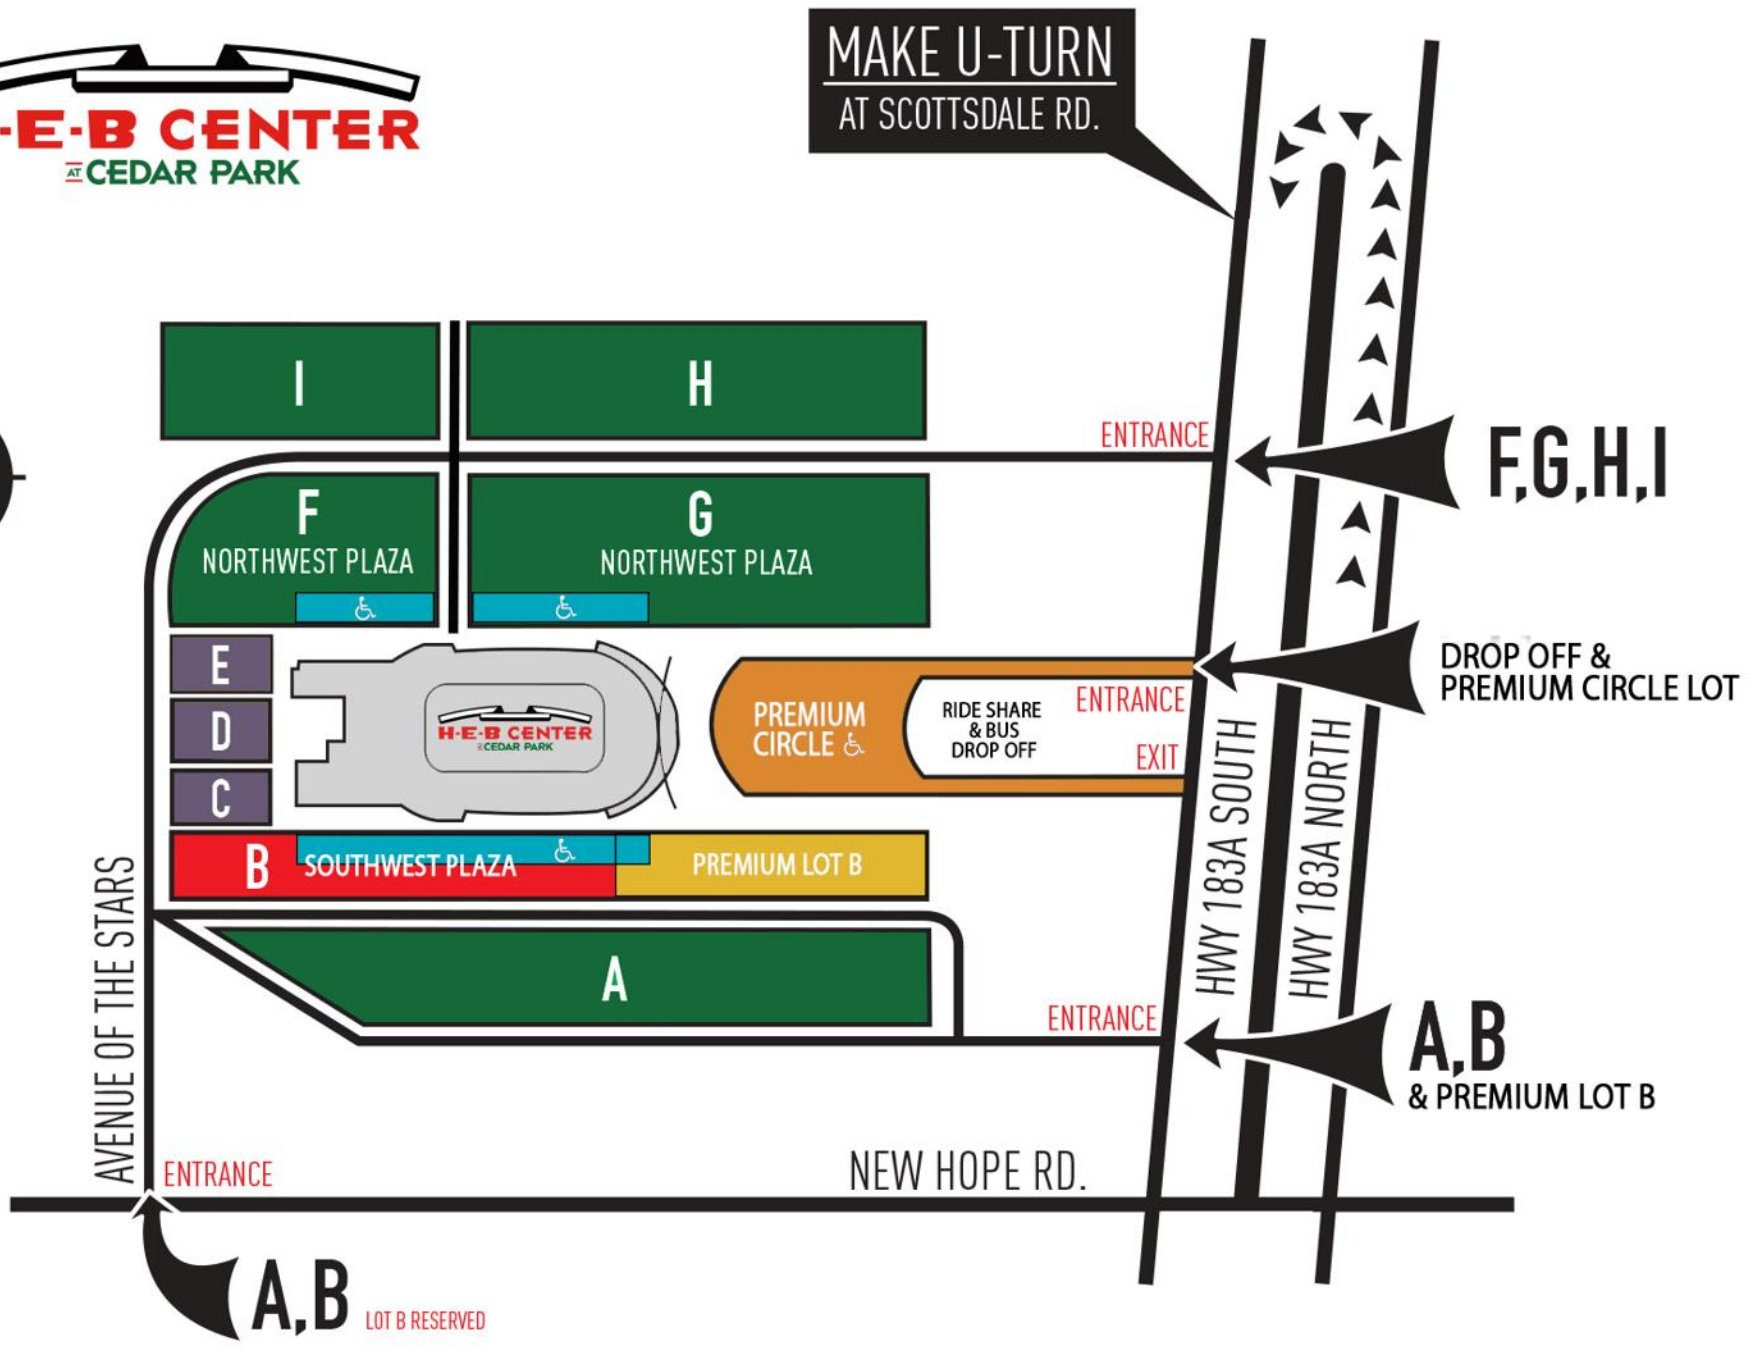 MAKE U-TURN
AT SCOTTSDALE RD.
-E-B CENTER
AT CEDAR PARK
I
H
ENTRANCE
F,G,H,I
F
NORTHWEST PLAZA
G
NORTHWEST PLAZA
E
D
C
H-E-B CENTER
CEDAR PARK
PREMIUM
CIRCLE
RIDE SHARE
& BUS
DROP OFF
ENTRANCE
EXIT
DROP OFF &
PREMIUM CIRCLE LOT
HWY 183A SOUTH
HWY 183A NORTH
B
SOUTHWEST PLAZA
PREMIUM LOT B
A
ENTRANCE
A,B
& PREMIUM LOT B
AVENUE OF THE STARS
ENTRANCE
NEW HOPE RD.
A,B
LOT B RESERVED